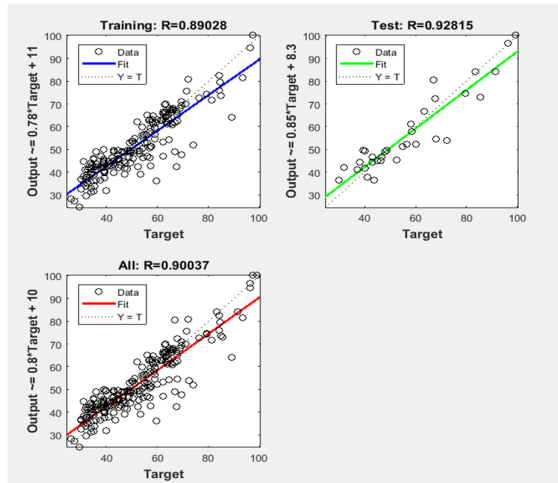 Training: R=0.89028
Output ~= 0.78*Target + 11
100
90
80
70
60
50
40
30
Data
Fit
Y = T
40 60 80 100
Target
Test: R=0.92815
Output ~= 0.85*Target + 8.3
100
90
80
70
60
50
40
30
Data
Fit
Y = T
40 60 80 100
Target
All: R=0.90037
Output ~= 0.8*Target + 10
100
90
80
70
60
50
40
30
Data
Fit
Y = T
40 60 80 100
Target